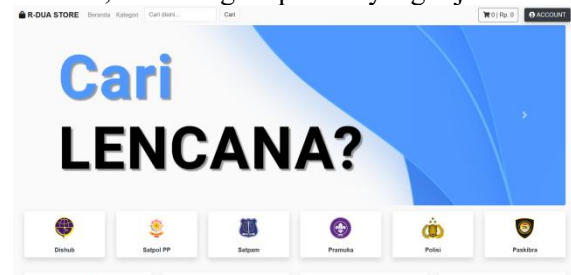 R-DUA STORE Beranda Kategori Cari disini... Cari 0 | Rp. 0 ACCOUNT
Cari
LENCANA?
Dishub Satpol PP Satpam Pramuka Polisi Paskibra